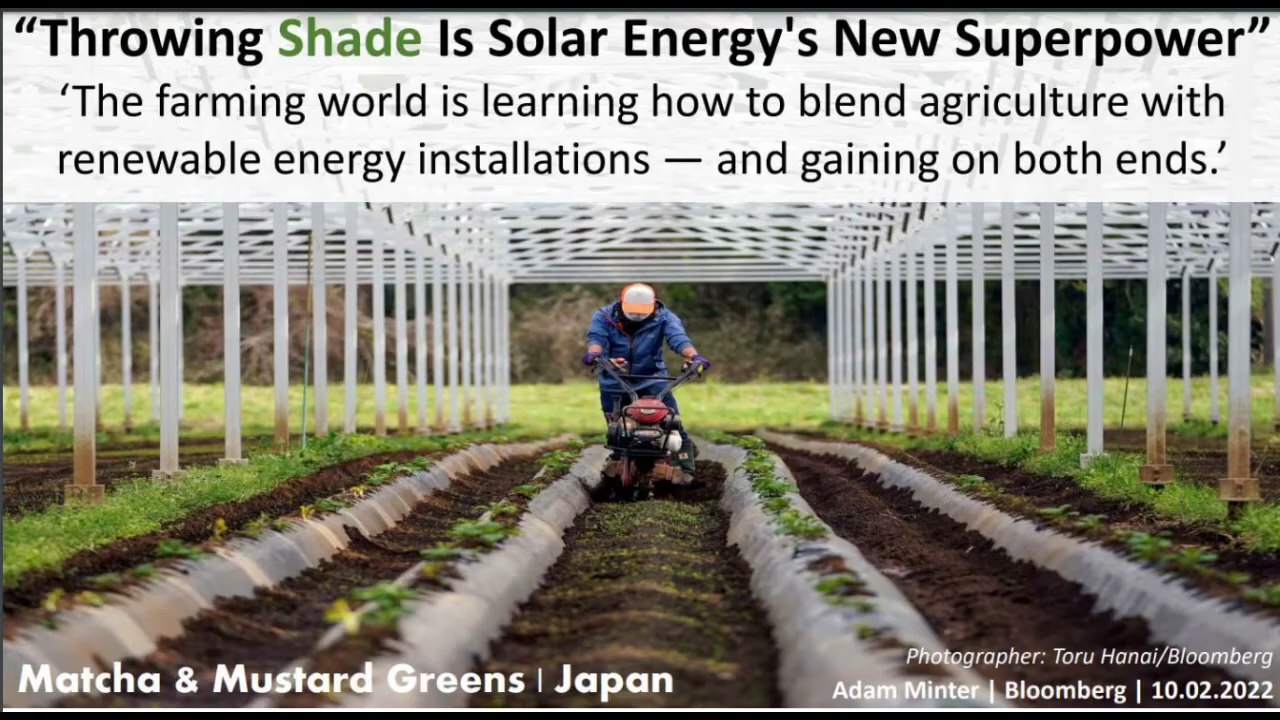 “Throwing Shade Is Solar Energy's New Superpower”
‘The farming world is learning how to blend agriculture with
renewable energy installations — and gaining on both ends.’
Matcha & Mustard Greens | Japan
Photographer: Toru Hanai/Bloomberg
Adam Minter | Bloomberg | 10.02.2022